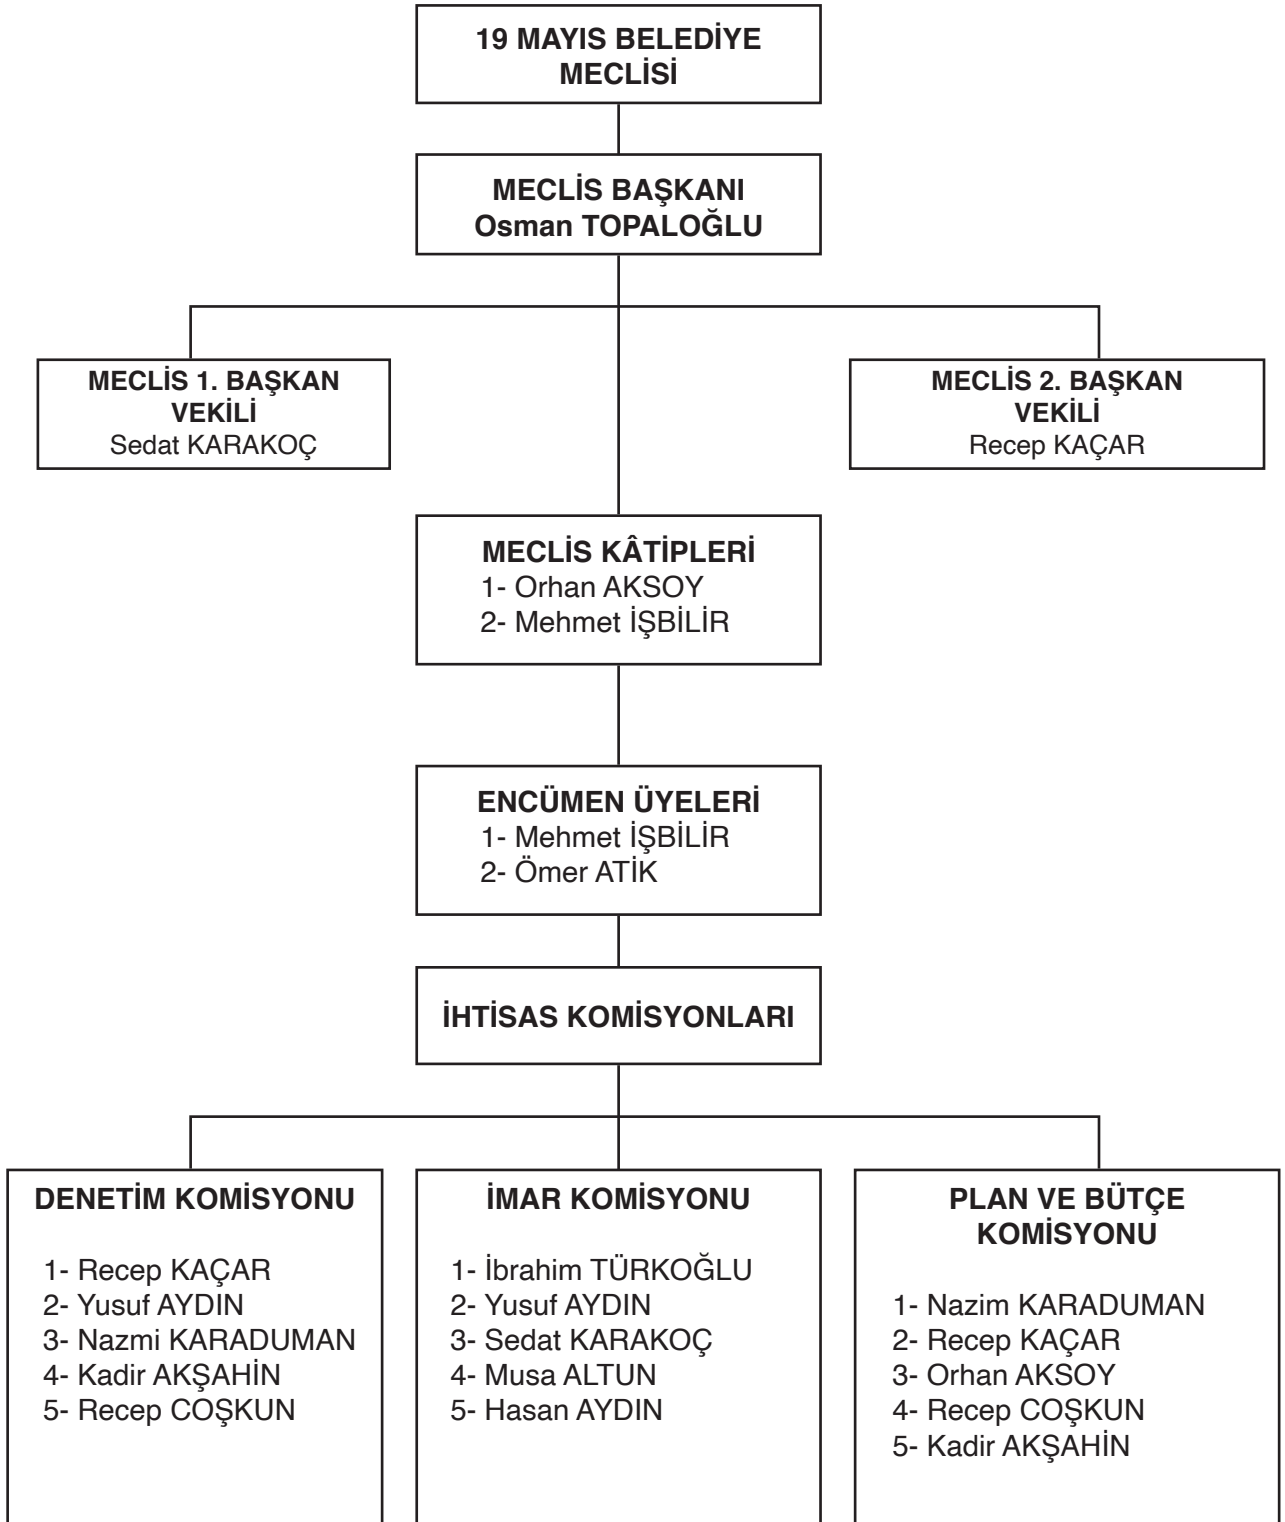 19 MAYIS BELEDİYE
MECLİSİ
MECLİS BAŞKANI
Osman TOPALOĞLU
MECLİS 1. BAŞKAN
VEKİLİ
Sedat KARAKOÇ
MECLİS 2. BAŞKAN
VEKİLİ
Recep KAÇAR
MECLİS KÂTİPLERİ
1- Orhan AKSOY
2- Mehmet İŞBİLİR
ENCÜMEN ÜYELERİ
1- Mehmet İŞBİLİR
2- Ömer ATİK
İHTİSAS KOMİSYONLARI
DENETİM KOMİSYONU
1- Recep KAÇAR
2- Yusuf AYDIN
3- Nazmi KARADUMAN
4- Kadir AKŞAHİN
5- Recep COŞKUN
İMAR KOMİSYONU
1- İbrahim TÜRKOĞLU
2- Yusuf AYDIN
3- Sedat KARAKOÇ
4- Musa ALTUN
5- Hasan AYDIN
PLAN VE BÜTÇE
KOMİSYONU
1- Nazim KARADUMAN
2- Recep KAÇAR
3- Orhan AKSOY
4- Recep COŞKUN
5- Kadir AKŞAHİN